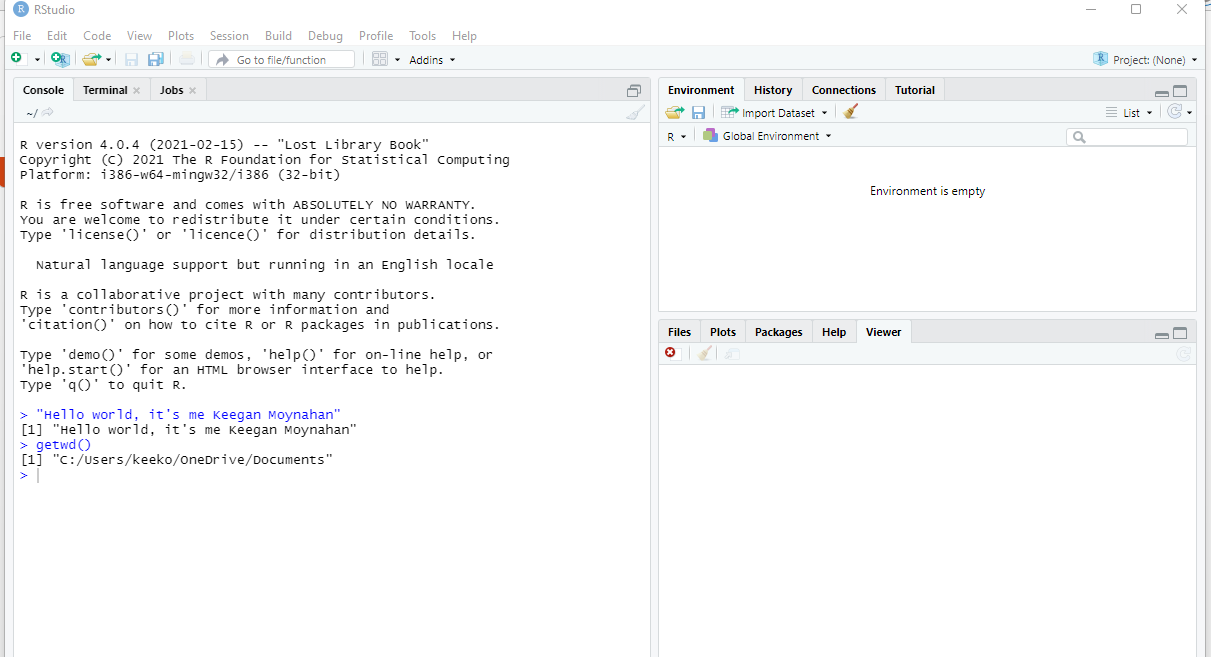 RStudio
File Edit Code View Plots Session Build Debug Profile Tools Help
Go to file/function Addins Project: (None)
Console Terminal Jobs
~/
R version 4.0.4 (2021-02-15) -- "Lost Library Book"
Copyright (C) 2021 The R Foundation for Statistical Computing
Platform: i386-w64-mingw32/i386 (32-bit)
R is free software and comes with ABSOLUTELY NO WARRANTY.
You are welcome to redistribute it under certain conditions.
Type 'license()' or 'licence()' for distribution details.
Natural language support but running in an English locale
R is a collaborative project with many contributors.
Type 'contributors()' for more information and
'citation()' on how to cite R or R packages in publications.
Type 'demo()' for some demos, 'help()' for on-line help, or
'help.start()' for an HTML browser interface to help.
Type 'q()' to quit R.
> "Hello world, it's me Keegan Moynahan"
[1] "Hello world, it's me Keegan Moynahan"
> getwd()
[1] "C:/Users/keeko/OneDrive/Documents"
>
Environment History Connections Tutorial
Import Dataset List
R Global Environment
Environment is empty
Files Plots Packages Help Viewer